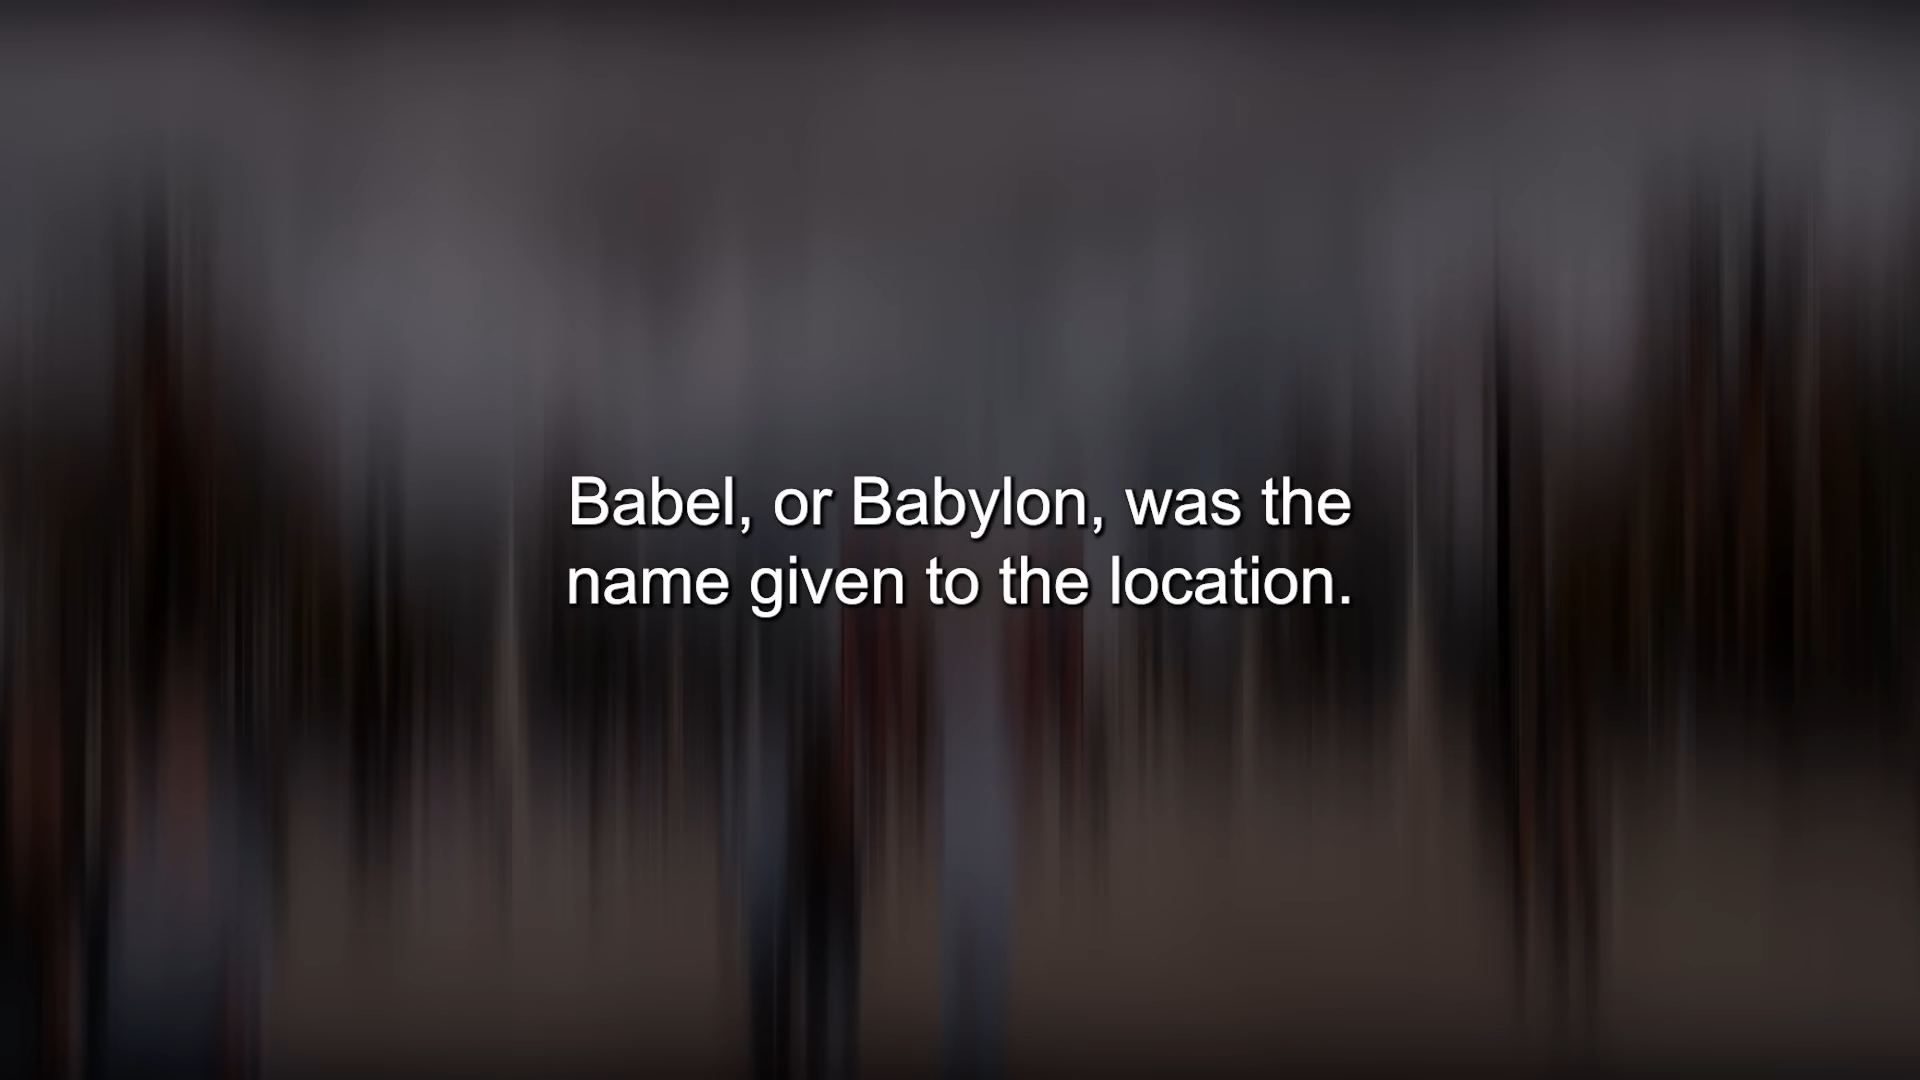 Babel, or Babylon, was the
name given to the location.